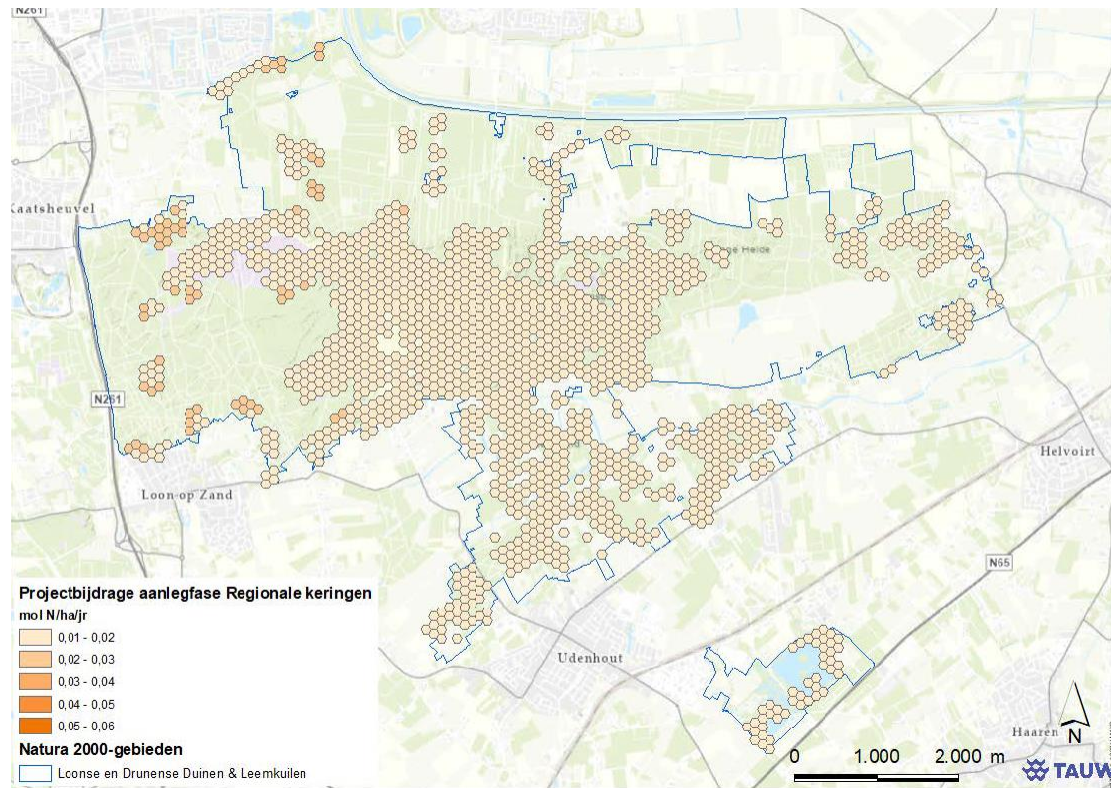 N261
Kaatsheuvel
N261
Loon op Zand
Helvoirt
N65
Udenhout
Haaren
Projectbijdrage aanlegfase Regionale keringen
mol N/ha/jr
0,01 - 0,02
0,02 - 0,03
0,03 - 0,04
0,04 - 0,05
0,05 - 0,06
Natura 2000-gebieden
Loonse en Drunense Duinen & Leemkuilen
N
0 1.000 2.000 m
TAUW